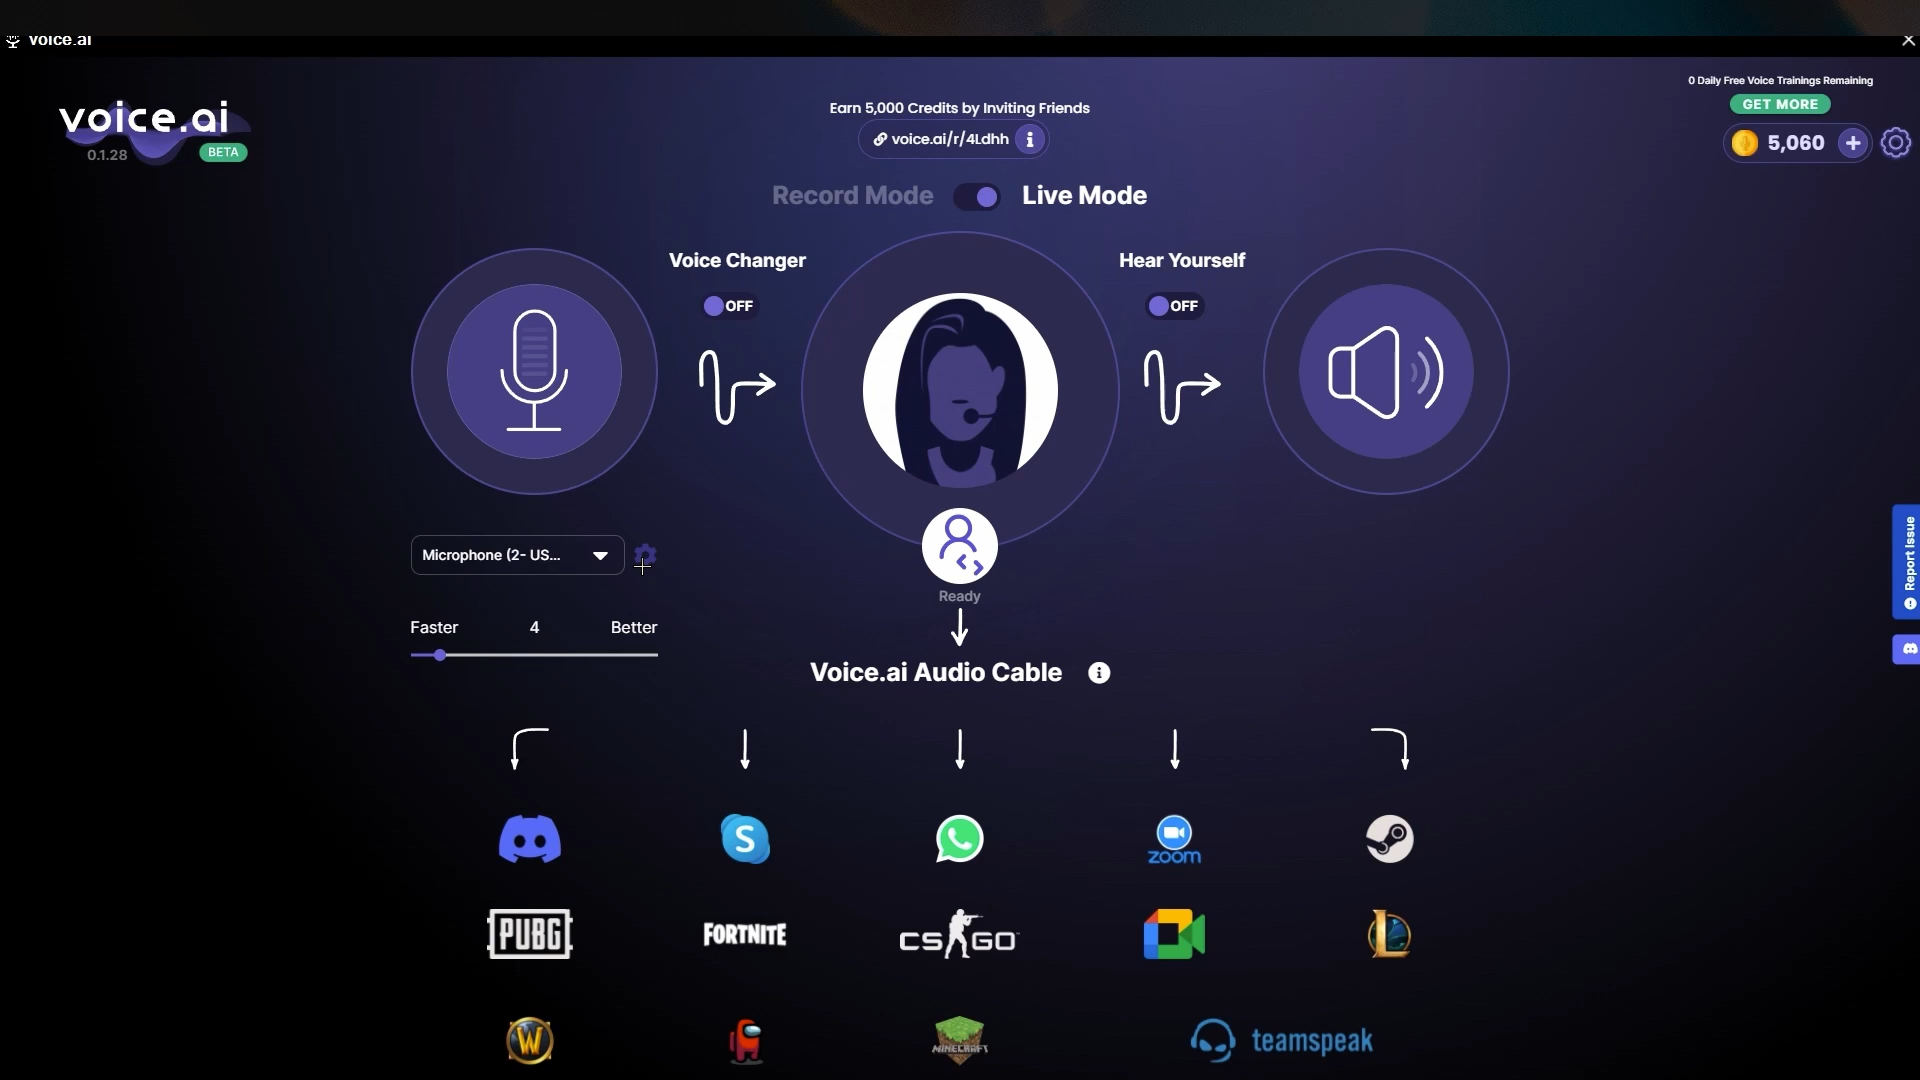 voice.ai
0 Daily Free Voice Trainings Remaining
GET MORE
5,060
voice.ai
0.1.28
BETA
Earn 5,000 Credits by Inviting Friends
voice.ai/r/4Ldhh
Record Mode
Live Mode
Voice Changer
OFF
Hear Yourself
OFF
Microphone (2- US...
Ready
Faster
4
Better
Voice.ai Audio Cable
Report Issue
S
zoom
PUBG
FORTNITE
CS GO
L
W
MINECRAFT
teamspeak